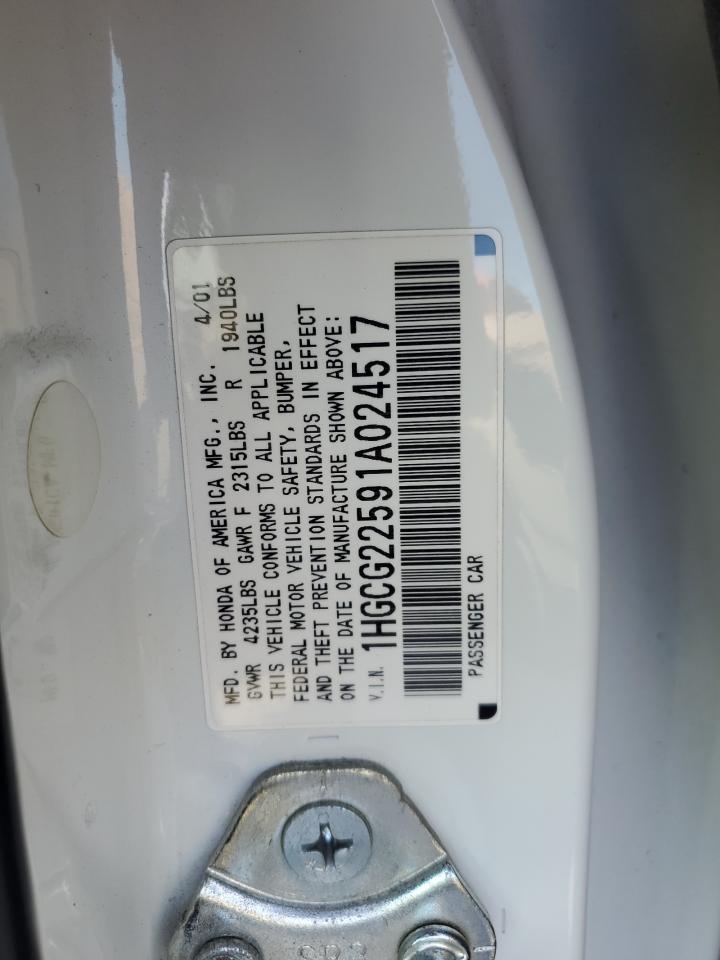 MFD. BY HONDA OF AMERICA MFG., INC. 4/01
GVWR 4235LBS GAWR F 2315LBS R 1940LBS
THIS VEHICLE CONFORMS TO ALL APPLICABLE
FEDERAL MOTOR VEHICLE SAFETY, BUMPER,
AND THEFT PREVENTION STANDARDS IN EFFECT
ON THE DATE OF MANUFACTURE SHOWN ABOVE:
V.I.N. 1HGCG22591A024517
PASSENGER CAR